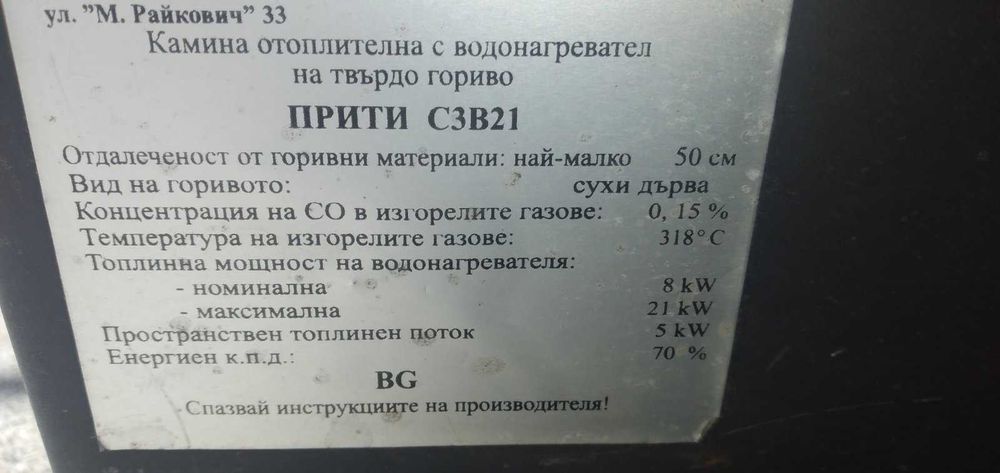 ул. ”М. Райкович” 33
Камина отоплителна с водонагревател
на твърдо гориво
ПРИТИ С3В21
Отдалеченост от горивни материали: най-малко 50 см
Вид на горивото: сухи дърва
Концентрация на СО в изгорелите газове: 0, 15 %
Температура на изгорелите газове: 318° С
Топлинна мощност на водонагревателя:
- номинална 8 kW
- максимална 21 kW
Пространствен топлинен поток 5 kW
Енергиен к.п.д.: 70 %
BG
Спазвай инструкциите на производителя!